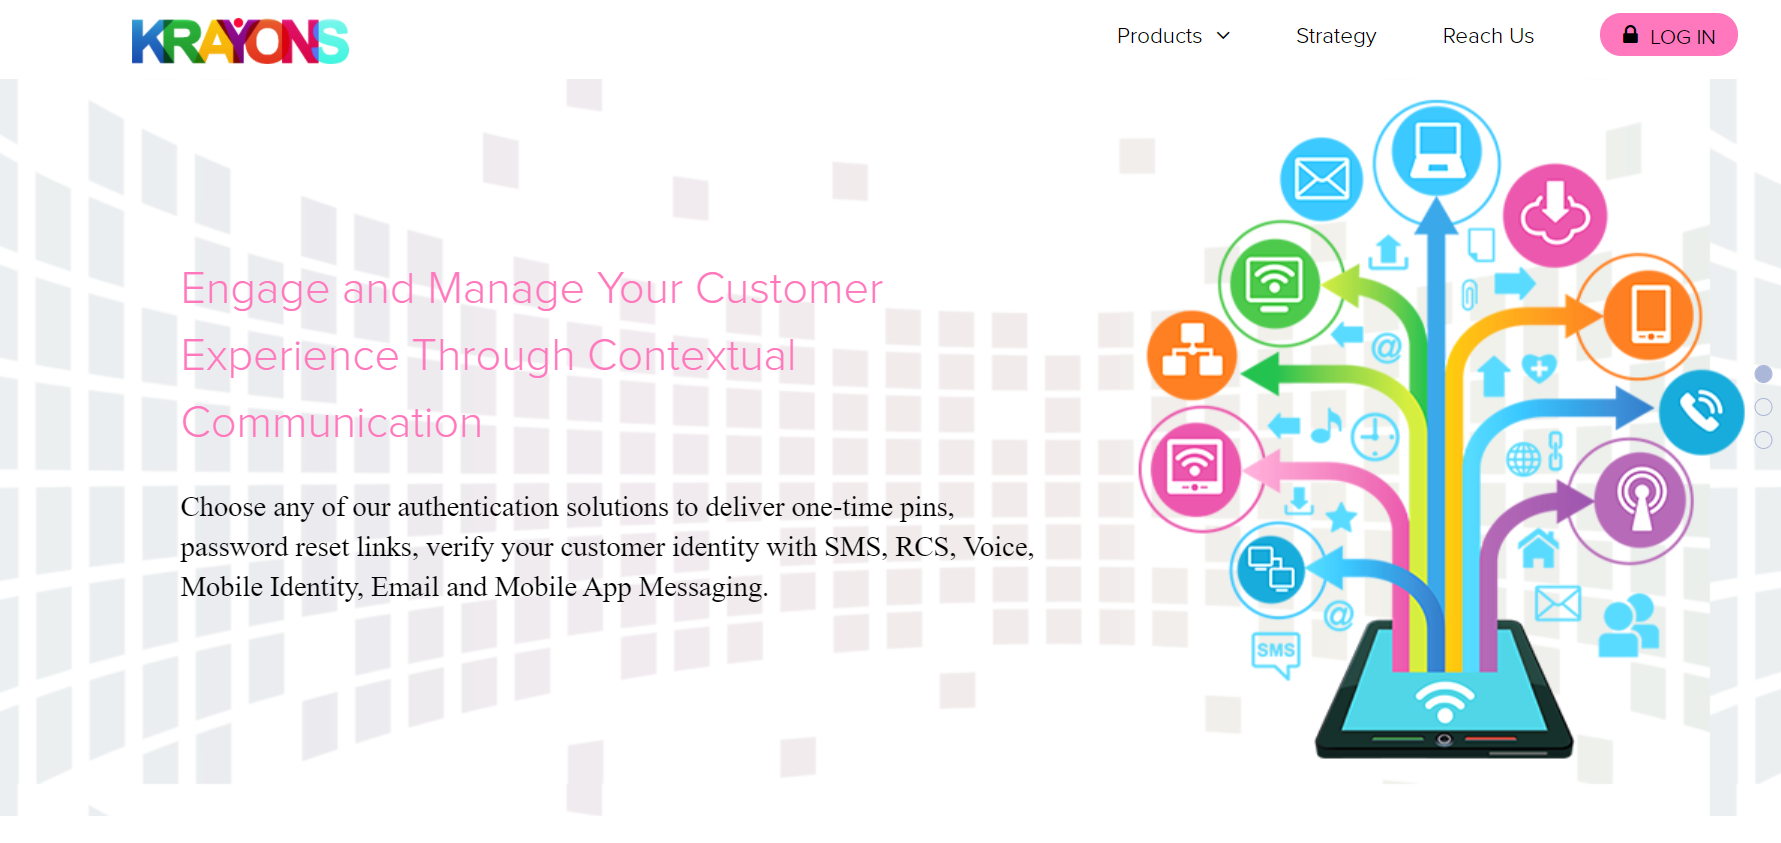 KRAYONS
Products
Strategy
Reach Us
LOG IN
Engage and Manage Your Customer
Experience Through Contextual
Communication
Choose any of our authentication solutions to deliver one-time pins,
password reset links, verify your customer identity with SMS, RCS, Voice,
Mobile Identity, Email and Mobile App Messaging.
@
@
SMS